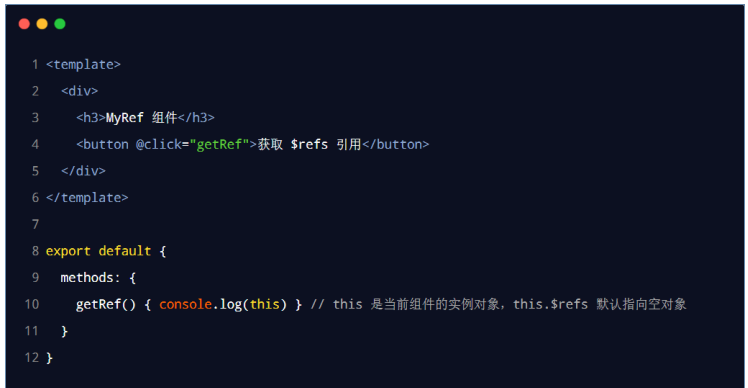 1 <template>
2   <div>
3     <h3>MyRef 组件</h3>
4     <button @click="getRef">获取 $refs 引用</button>
5   </div>
6 </template>
7
8 export default {
9   methods: {
10     getRef() { console.log(this) } // this 是当前组件的实例对象，this.$refs 默认指向空对象
11   }
12 }